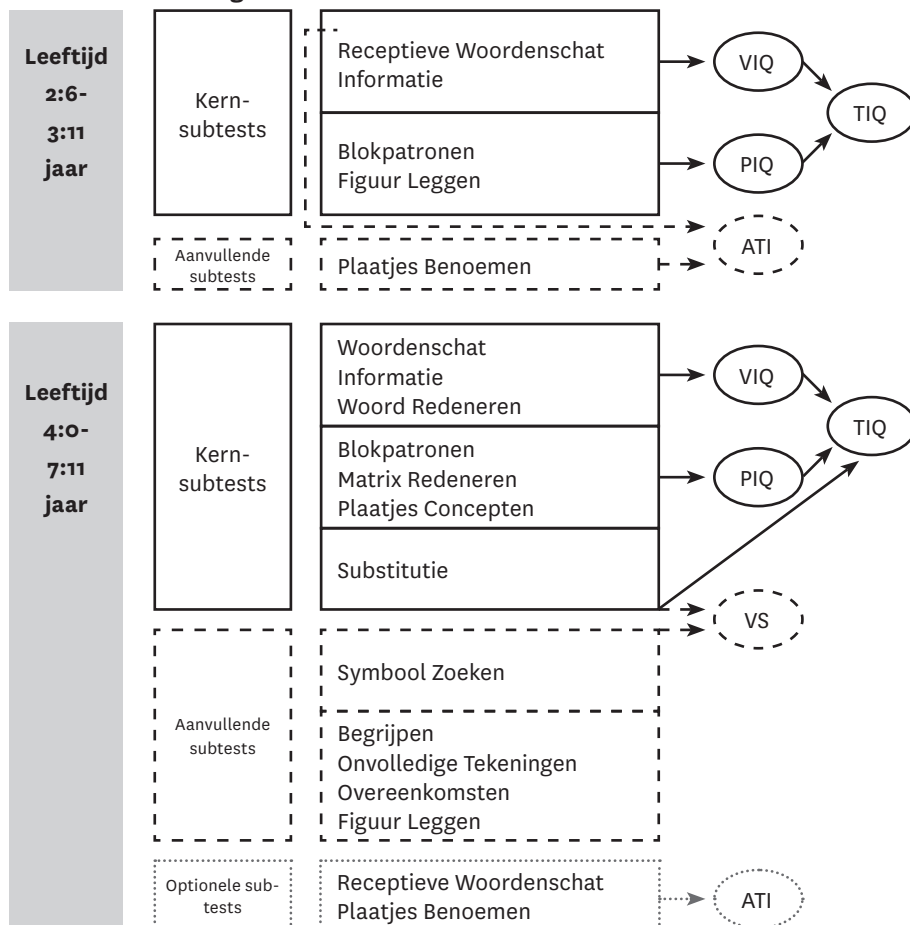 Leeftijd
2:6-
3:11
jaar
Kern-
subtests
Receptieve Woordenschat
Informatie
VIQ
TIQ
Blokpatronen
Figuur Leggen
PIQ
Aanvullende
subtests
Plaatjes Benoemen
ATI
Leeftijd
4:0-
7:11
jaar
Kern-
subtests
Woordenschat
Informatie
Woord Redeneren
VIQ
TIQ
Blokpatronen
Matrix Redeneren
Plaatjes Concepten
PIQ
Substitutie
VS
Aanvullende
subtests
Symbool Zoeken
Begrijpen
Onvolledige Tekeningen
Overeenkomsten
Figuur Leggen
Optionele sub-
tests
Receptieve Woordenschat
Plaatjes Benoemen
ATI